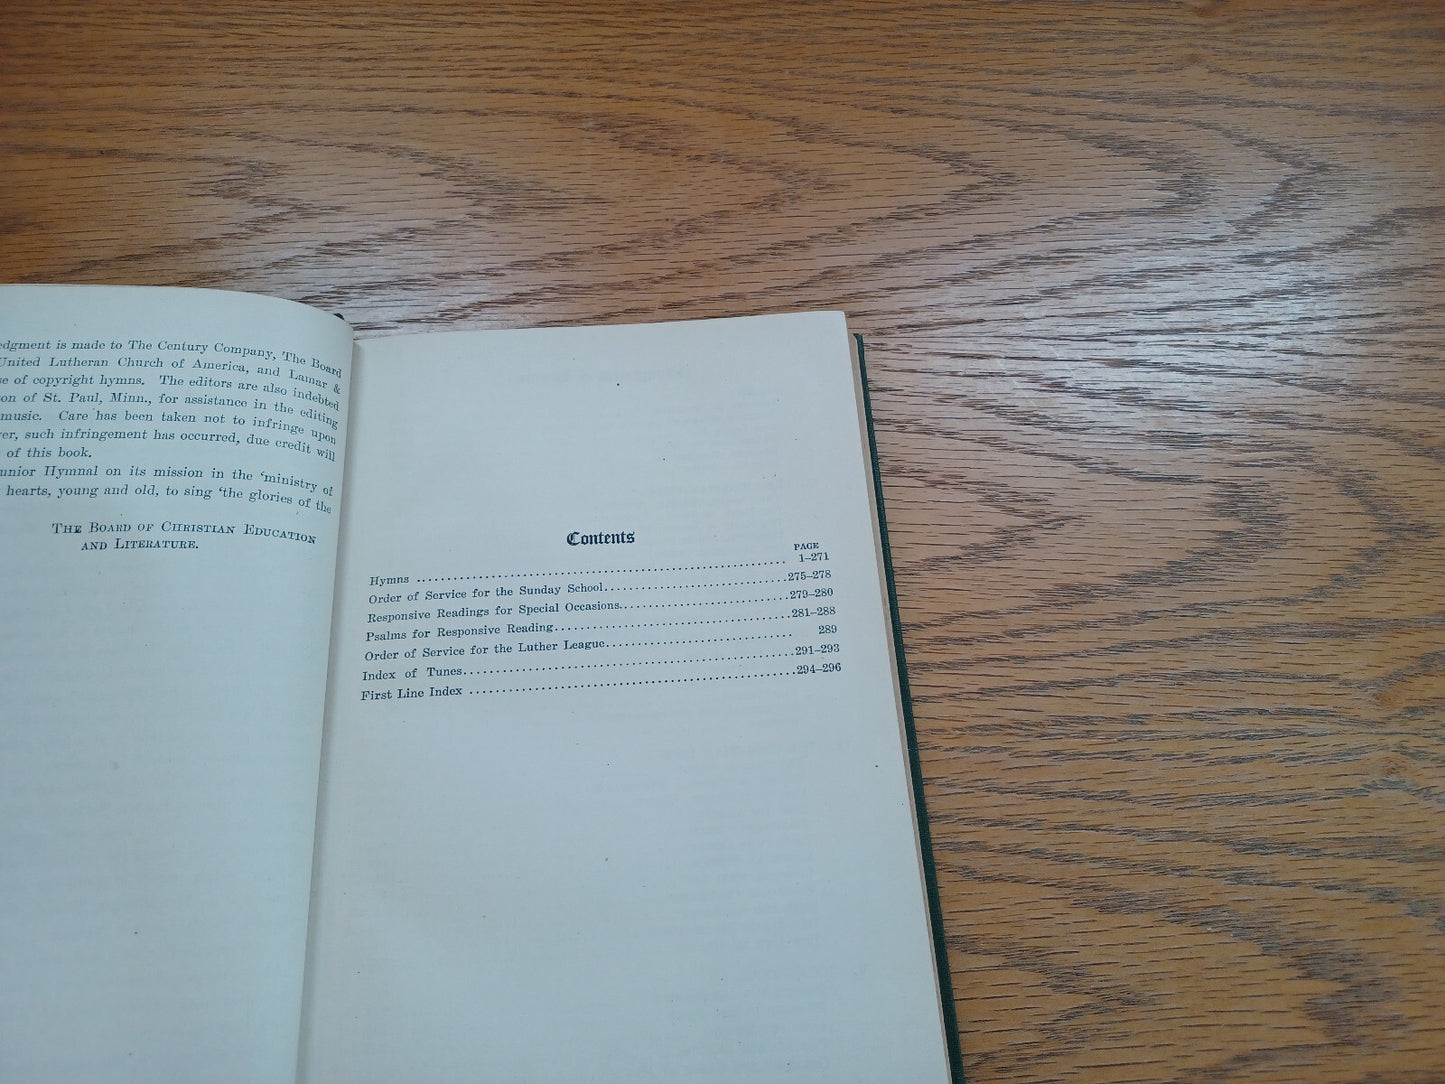 edgment is made to The Century Company, The Board
United Lutheran Church of America, and Lamar &
se of copyright hymns. The editors are also indebted
on of St. Paul, Minn., for assistance in the editing
music. Care has been taken not to infringe upon
er, such infringement has occurred, due credit will
of this book.
unior Hymnal on its mission in the 'ministry of
hearts, young and old, to sing 'the glories of the
The Board of Christian Education
and Literature.
Contents
PAGE
Hymns ........................................................ 1–271
Order of Service for the Sunday School............................275–278
Responsive Readings for Special Occasions..........................279–280
Psalms for Responsive Reading.....................................281–288
Order of Service for the Luther League............................ 289
Index of Tunes...................................................291–293
First Line Index ..................................................294–296